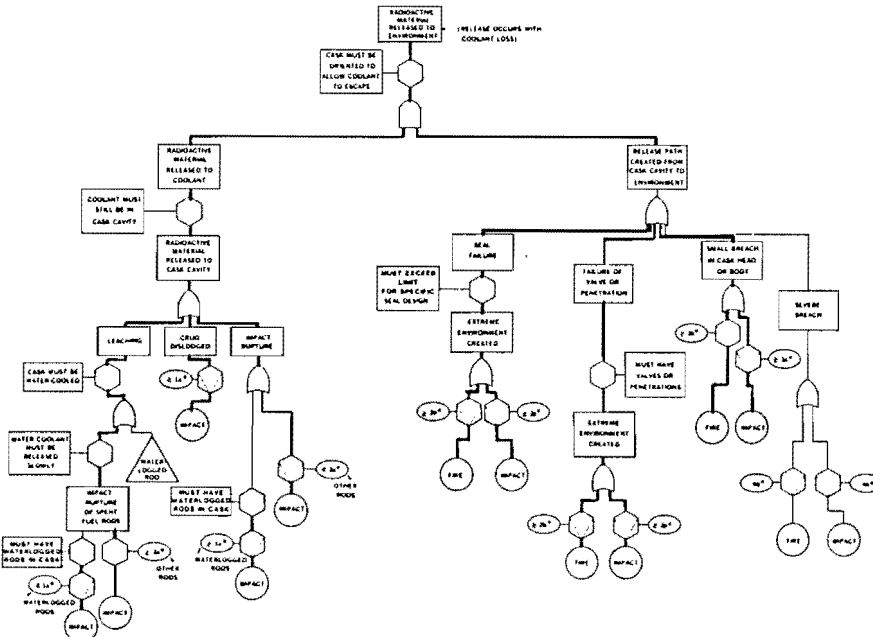 RADIOACTIVE
MATERIAL
RELEASED TO
ENVIRONMENT
(RELEASE OCCURS WITH
COOLANT LOSS)
CASK MUST BE
ORIENTED TO
ALLOW COOLANT
TO ESCAPE
RADIOACTIVE
MATERIAL
RELEASED TO
COOLANT
RELEASE PATH
CREATED FROM
CASK CAVITY TO
ENVIRONMENT
COOLANT MUST
STILL BE IN
CASK CAVITY
RADIOACTIVE
MATERIAL
RELEASED TO
CASK CAVITY
SEAL
FAILURE
MUST EXCEED
LIMIT
FOR SPECIFIC
SEAL DESIGN
EXTREME
ENVIRONMENT
CREATED
FAILURE OF
VALVE OR
PENETRATION
MUST HAVE
VALVES OR
PENETRATIONS
EXTREME
ENVIRONMENT
CREATED
SMALL BREACH
IN CASK HEAD
OR BODY
SEVERE
BREACH
LEACHING
CRUD
DISLODGED
IMPACT
RUPTURE
CASK MUST BE
WATER COOLED
IMPACT
WATER COOLANT
MUST BE
RELEASED
SLOWLY
WATER
LOGGED
ROD
IMPACT
RUPTURE
OF SPENT
FUEL RODS
MUST HAVE
WATERLOGGED
RODS IN CASK
OTHER
RODS
WATERLOGGED
RODS
IMPACT
IMPACT
MUST HAVE
WATERLOGGED
RODS IN CASK
WATERLOGGED
RODS
IMPACT
OTHER
RODS
IMPACT
FIRE
IMPACT
FIRE
IMPACT
FIRE
IMPACT
FIRE
IMPACT